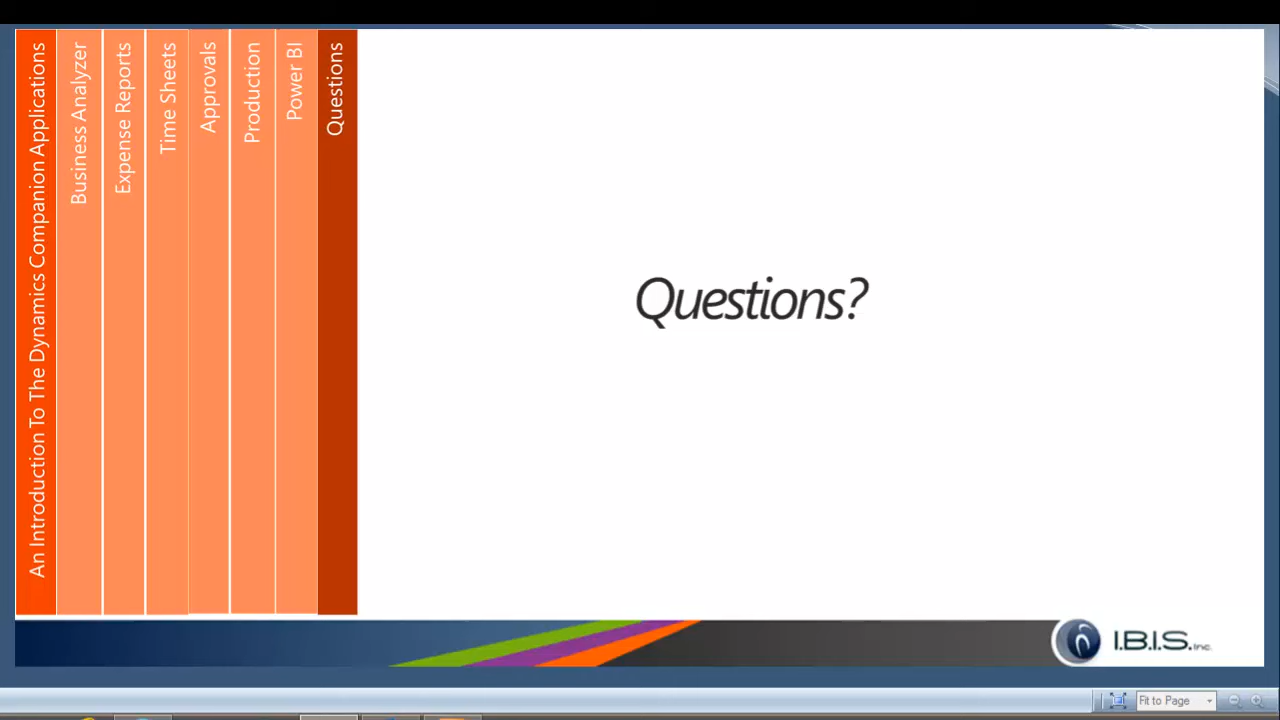 An Introduction To The Dynamics Companion Applications
Business Analyzer
Expense Reports
Time Sheets
Approvals
Production
Power BI
Questions
Questions?
I.B.I.S. Inc.
Fit to Page